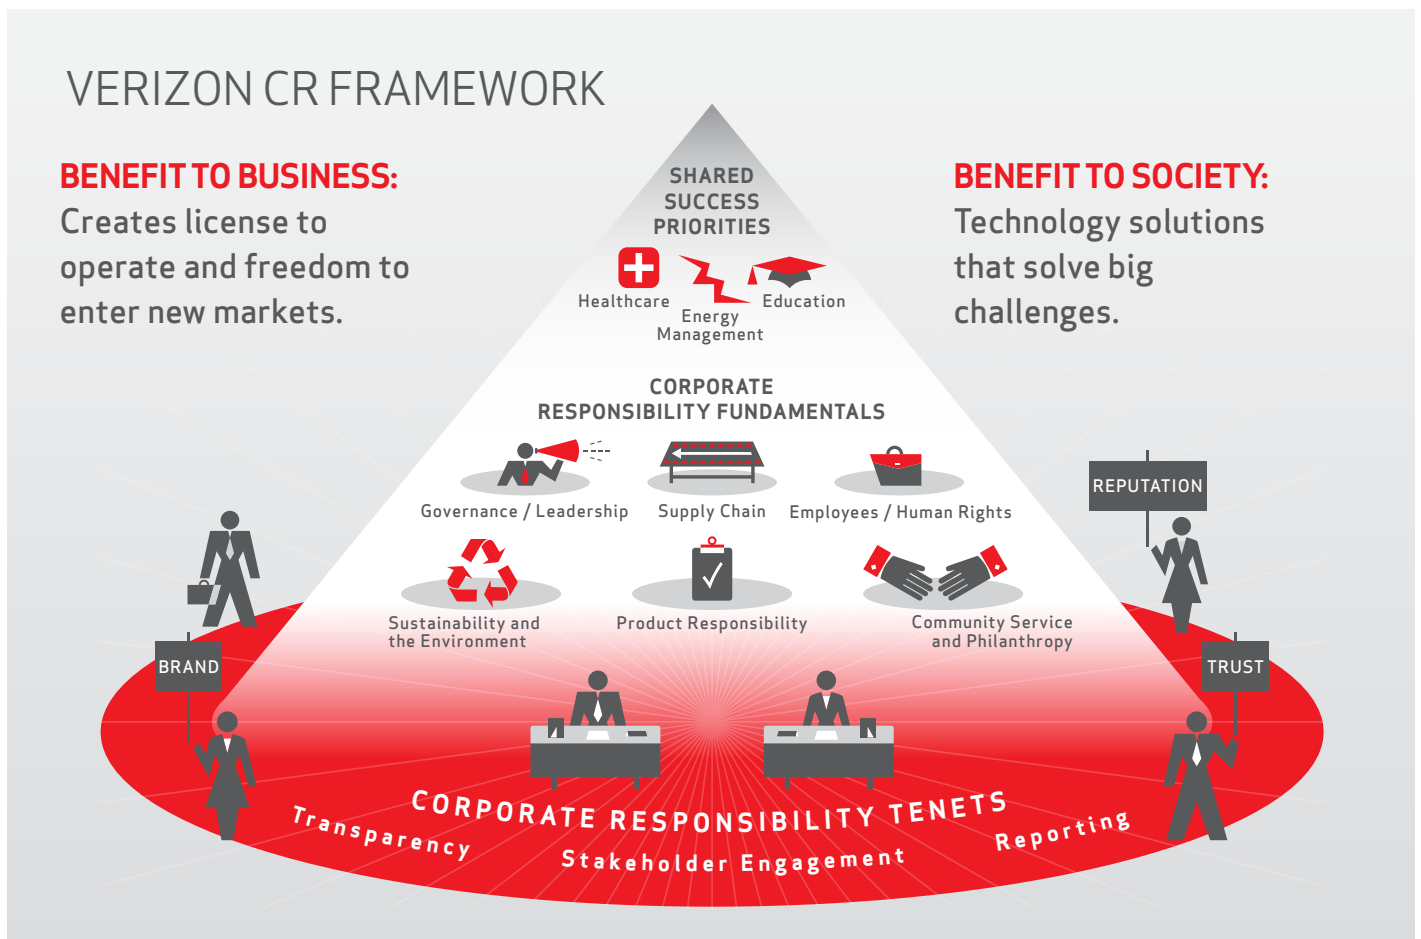 VERIZON CR FRAMEWORK
BENEFIT TO BUSINESS:
Creates license to
operate and freedom to
enter new markets.
BENEFIT TO SOCIETY:
Technology solutions
that solve big
challenges.
SHARED
SUCCESS
PRIORITIES
Healthcare
Energy
Management
Education
CORPORATE
RESPONSIBILITY FUNDAMENTALS
Governance / Leadership
Supply Chain
Employees / Human Rights
Sustainability and
the Environment
Product Responsibility
Community Service
and Philanthropy
REPUTATION
BRAND
TRUST
CORPORATE RESPONSIBILITY TENETS
Transparency
Stakeholder Engagement
Reporting